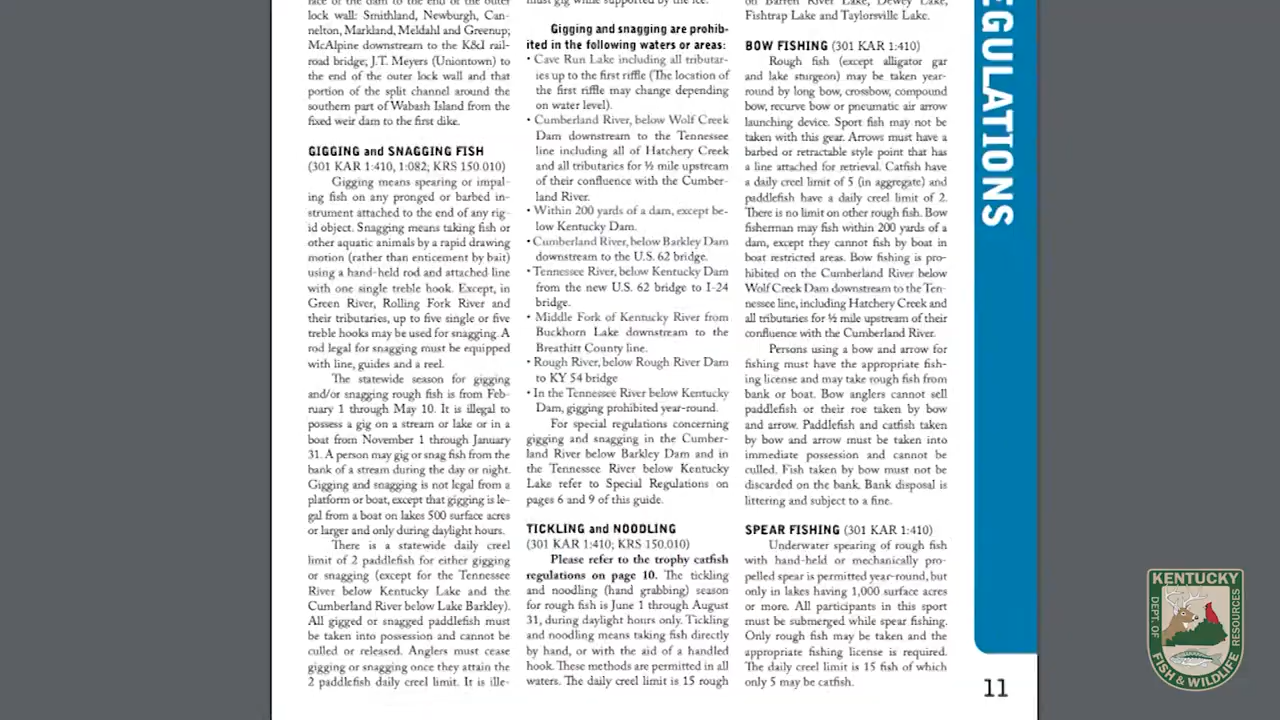 face of the dam to the end of the outer
lock wall: Smithland, Newburgh, Can-
nelton, Markland, Meldahl and Greenup;
McAlpine downstream to the K&I rail-
road bridge; J.T. Meyers (Uniontown) to
the end of the outer lock wall and that
portion of the split channel around the
southern part of Wabash Island from the
fixed weir dam to the first dike.
GIGGING and SNAGGING FISH
(301 KAR 1:410, 1:082; KRS 150.010)
Gigging means spearing or impal-
ing fish on any pronged or barbed in-
strument attached to the end of any rig-
id object. Snagging means taking fish or
other aquatic animals by a rapid drawing
motion (rather than enticement by bait)
using a hand-held rod and attached line
with one single treble hook. Except, in
Green River, Rolling Fork River and
their tributaries, up to five single or five
treble hooks may be used for snagging. A
rod legal for snagging must be equipped
with line, guides and a reel.
The statewide season for gigging
and/or snagging rough fish is from Feb-
ruary 1 through May 10. It is illegal to
possess a gig on a stream or lake or in a
boat from November 1 through January
31. A person may gig or snag fish from the
bank of a stream during the day or night.
Gigging and snagging is not legal from a
platform or boat, except that gigging is le-
gal from a boat on lakes 500 surface acres
or larger and only during daylight hours.
There is a statewide daily creel
limit of 2 paddlefish for either gigging
or snagging (except for the Tennessee
River below Kentucky Lake and the
Cumberland River below Lake Barkley).
All gigged or snagged paddlefish must
be taken into possession and cannot be
culled or released. Anglers must cease
gigging or snagging once they attain the
2 paddlefish daily creel limit. It is ille-
must gig while supported by the ice.
Gigging and snagging are prohib-
ited in the following waters or areas:
• Cave Run Lake including all tributar-
ies up to the first riffle (The location of
the first riffle may change depending
on water level).
• Cumberland River, below Wolf Creek
Dam downstream to the Tennessee
line including all of Hatchery Creek
and all tributaries for ½ mile upstream
of their confluence with the Cumber-
land River.
• Within 200 yards of a dam, except be-
low Kentucky Dam.
• Cumberland River, below Barkley Dam
downstream to the U.S. 62 bridge.
• Tennessee River, below Kentucky Dam
from the new U.S. 62 bridge to I-24
bridge.
• Middle Fork of Kentucky River from
Buckhorn Lake downstream to the
Breathitt County line.
• Rough River, below Rough River Dam
to KY 54 bridge
• In the Tennessee River below Kentucky
Dam, gigging prohibited year-round.
For special regulations concerning
gigging and snagging in the Cumber-
land River below Barkley Dam and in
the Tennessee River below Kentucky
Lake refer to Special Regulations on
pages 6 and 9 of this guide.
TICKLING and NOODLING
(301 KAR 1:410; KRS 150.010)
Please refer to the trophy catfish
regulations on page 10. The tickling
and noodling (hand grabbing) season
for rough fish is June 1 through August
31, during daylight hours only. Tickling
and noodling means taking fish directly
by hand, or with the aid of a handled
hook. These methods are permitted in all
waters. The daily creel limit is 15 rough
on Barren River Lake, Dewey Lake,
Fishtrap Lake and Taylorsville Lake.
BOW FISHING (301 KAR 1:410)
Rough fish (except alligator gar
and lake sturgeon) may be taken year-
round by long bow, crossbow, compound
bow, recurve bow or pneumatic air arrow
launching device. Sport fish may not be
taken with this gear. Arrows must have a
barbed or retractable style point that has
a line attached for retrieval. Catfish have
a daily creel limit of 5 (in aggregate) and
paddlefish have a daily creel limit of 2.
There is no limit on other rough fish. Bow
fisherman may fish within 200 yards of a
dam, except they cannot fish by boat in
boat restricted areas. Bow fishing is pro-
hibited on the Cumberland River below
Wolf Creek Dam downstream to the Ten-
nessee line, including Hatchery Creek and
all tributaries for ½ mile upstream of their
confluence with the Cumberland River.
Persons using a bow and arrow for
fishing must have the appropriate fish-
ing license and may take rough fish from
bank or boat. Bow anglers cannot sell
paddlefish or their roe taken by bow
and arrow. Paddlefish and catfish taken
by bow and arrow must be taken into
immediate possession and cannot be
culled. Fish taken by bow must not be
discarded on the bank. Bank disposal is
littering and subject to a fine.
SPEAR FISHING (301 KAR 1:410)
Underwater spearing of rough fish
with hand-held or mechanically pro-
pelled spear is permitted year-round, but
only in lakes having 1,000 surface acres
or more. All participants in this sport
must be submerged while spear fishing.
Only rough fish may be taken and the
appropriate fishing license is required.
The daily creel limit is 15 fish of which
only 5 may be catfish.
EGULATIONS
11
KENTUCKY
DEPT. OF
FISH & WILDLIFE
RESOURCES